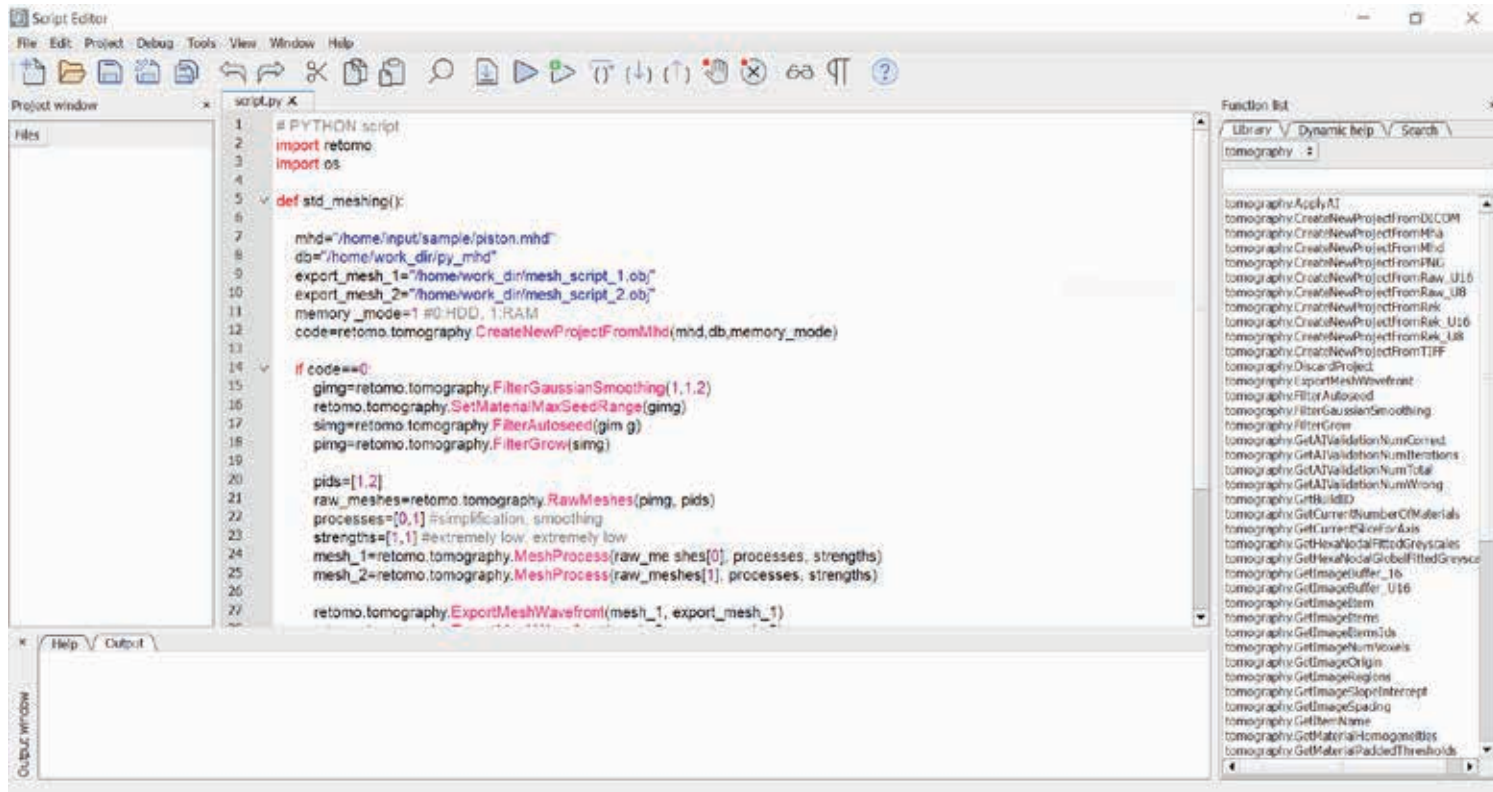 Script Editor
File Edit Project Debug Tools View Window Help
Project window
Files
script.py
1 # PYTHON script
2 import retomo
3 import os
4
5 def std_meshing():
6
7 mhd="/home/input/sample/piston.mhd"
8 db="/home/work_dir/py_mhd"
9 export_mesh_1="/home/work_dir/mesh_script_1.obj"
10 export_mesh_2="/home/work_dir/mesh_script_2.obj"
11 memory _mode=1 #0:HDD, 1:RAM
12 code=retomo.tomography.CreateNewProjectFromMhd(mhd,db,memory_mode)
13
14 if code==0:
15 gimg=retomo.tomography.FilterGaussianSmoothing(1,1,2)
16 retomo.tomography.SetMaterialMaxSeedRange(gimg)
17 simg=retomo.tomography.FilterAutoseed(gim g)
18 pimg=retomo.tomography.FilterGrow(simg)
19
20 pids=[1,2]
21 raw_meshes=retomo.tomography.RawMeshes(pimg, pids)
22 processes=[0,1] #simplification, smoothing
23 strengths=[1,1] #extremely low, extremely low
24 mesh_1=retomo.tomography.MeshProcess(raw_me shes[0], processes, strengths)
25 mesh_2=retomo.tomography.MeshProcess(raw_meshes[1], processes, strengths)
26
27 retomo.tomography.ExportMeshWavefront(mesh_1, export_mesh_1)
Function list
Library Dynamic help Search
tomography
tomography.ApplyAI
tomography.CreateNewProjectFromDICOM
tomography.CreateNewProjectFromMha
tomography.CreateNewProjectFromMhd
tomography.CreateNewProjectFromPNG
tomography.CreateNewProjectFromRaw_U16
tomography.CreateNewProjectFromRaw_U8
tomography.CreateNewProjectFromRek
tomography.CreateNewProjectFromRek_U16
tomography.CreateNewProjectFromRek_U8
tomography.CreateNewProjectFromTIFF
tomography.DiscardProject
tomography.ExportMeshWavefront
tomography.FilterAutoseed
tomography.FilterGaussianSmoothing
tomography.FilterGrow
tomography.GetAIValidationNumCorrect
tomography.GetAIValidationNumIterations
tomography.GetAIValidationNumTotal
tomography.GetAIValidationNumWrong
tomography.GetBuildID
tomography.GetCurrentNumberOfMaterials
tomography.GetCurrentSliceForAxis
tomography.GetHexaNodalFittedGreyscales
tomography.GetHexaNodalGlobalFittedGreysca
tomography.GetImageBuffer_16
tomography.GetImageBuffer_U16
tomography.GetImageItem
tomography.GetImageItems
tomography.GetImageItemsIds
tomography.GetImageNumVoxels
tomography.GetImageOrigin
tomography.GetImageRegions
tomography.GetImageSlopeIntercept
tomography.GetImageSpacing
tomography.GetItemName
tomography.GetMaterialHomogeneities
tomography.GetMaterialPaddedThresholds
Help Output
Output window